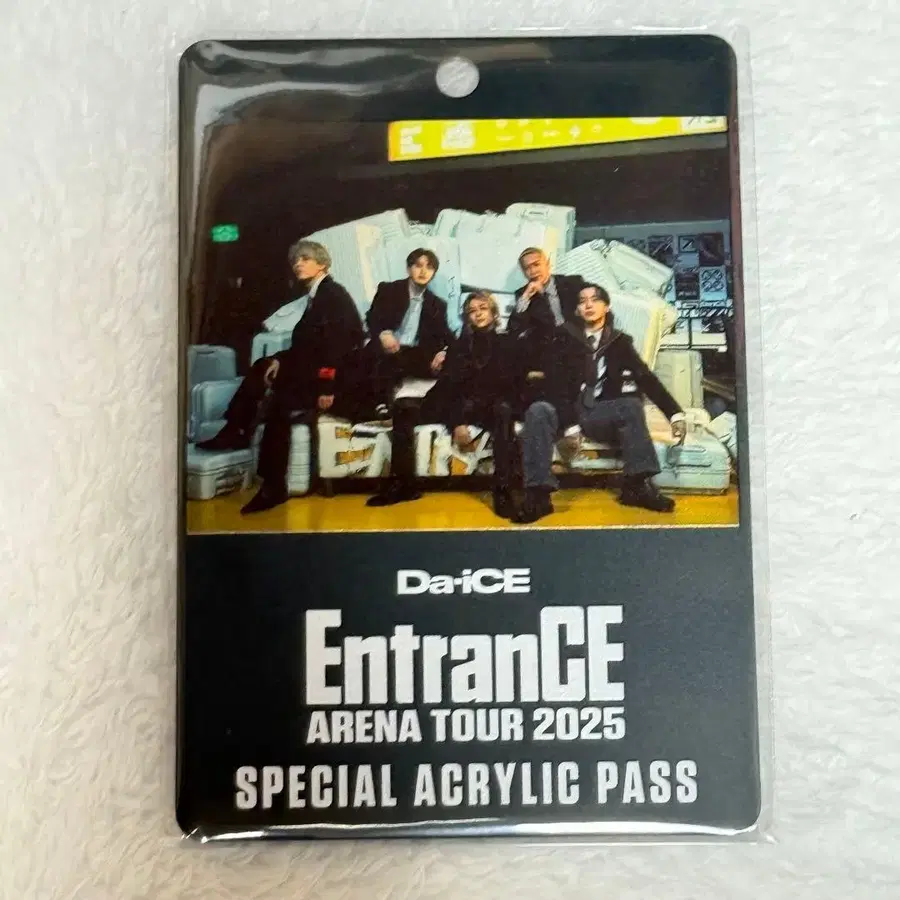 Da-iCE
EntranCE
ARENA TOUR 2025
SPECIAL ACRYLIC PASS